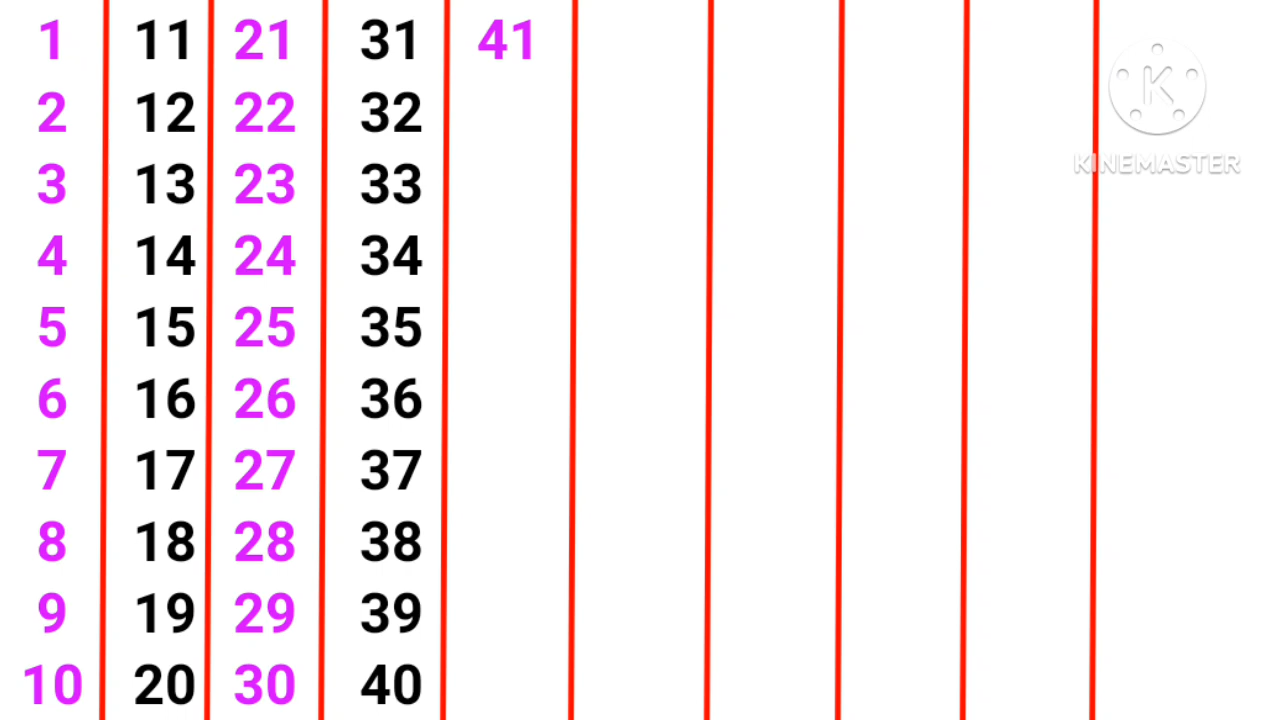 1 11 21 31 41
2 12 22 32
3 13 23 33
4 14 24 34
5 15 25 35
6 16 26 36
7 17 27 37
8 18 28 38
9 19 29 39
10 20 30 40
K
KINEMASTER